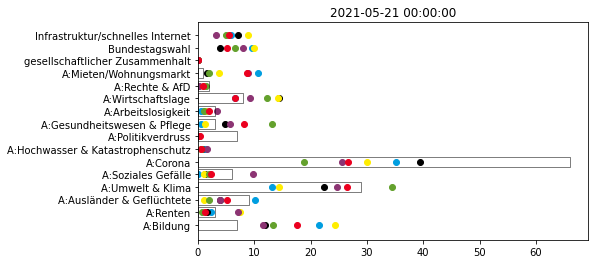 2021-05-21 00:00:00
Infrastruktur/schnelles Internet
Bundestagswahl
gesellschaftlicher Zusammenhalt
A:Mieten/Wohnungsmarkt
A:Rechte & AfD
A:Wirtschaftslage
A:Arbeitslosigkeit
A:Gesundheitswesen & Pflege
A:Politikverdruss
A:Hochwasser & Katastrophenschutz
A:Corona
A:Soziales Gefälle
A:Umwelt & Klima
A:Ausländer & Geflüchtete
A:Renten
A:Bildung
0 10 20 30 40 50 60